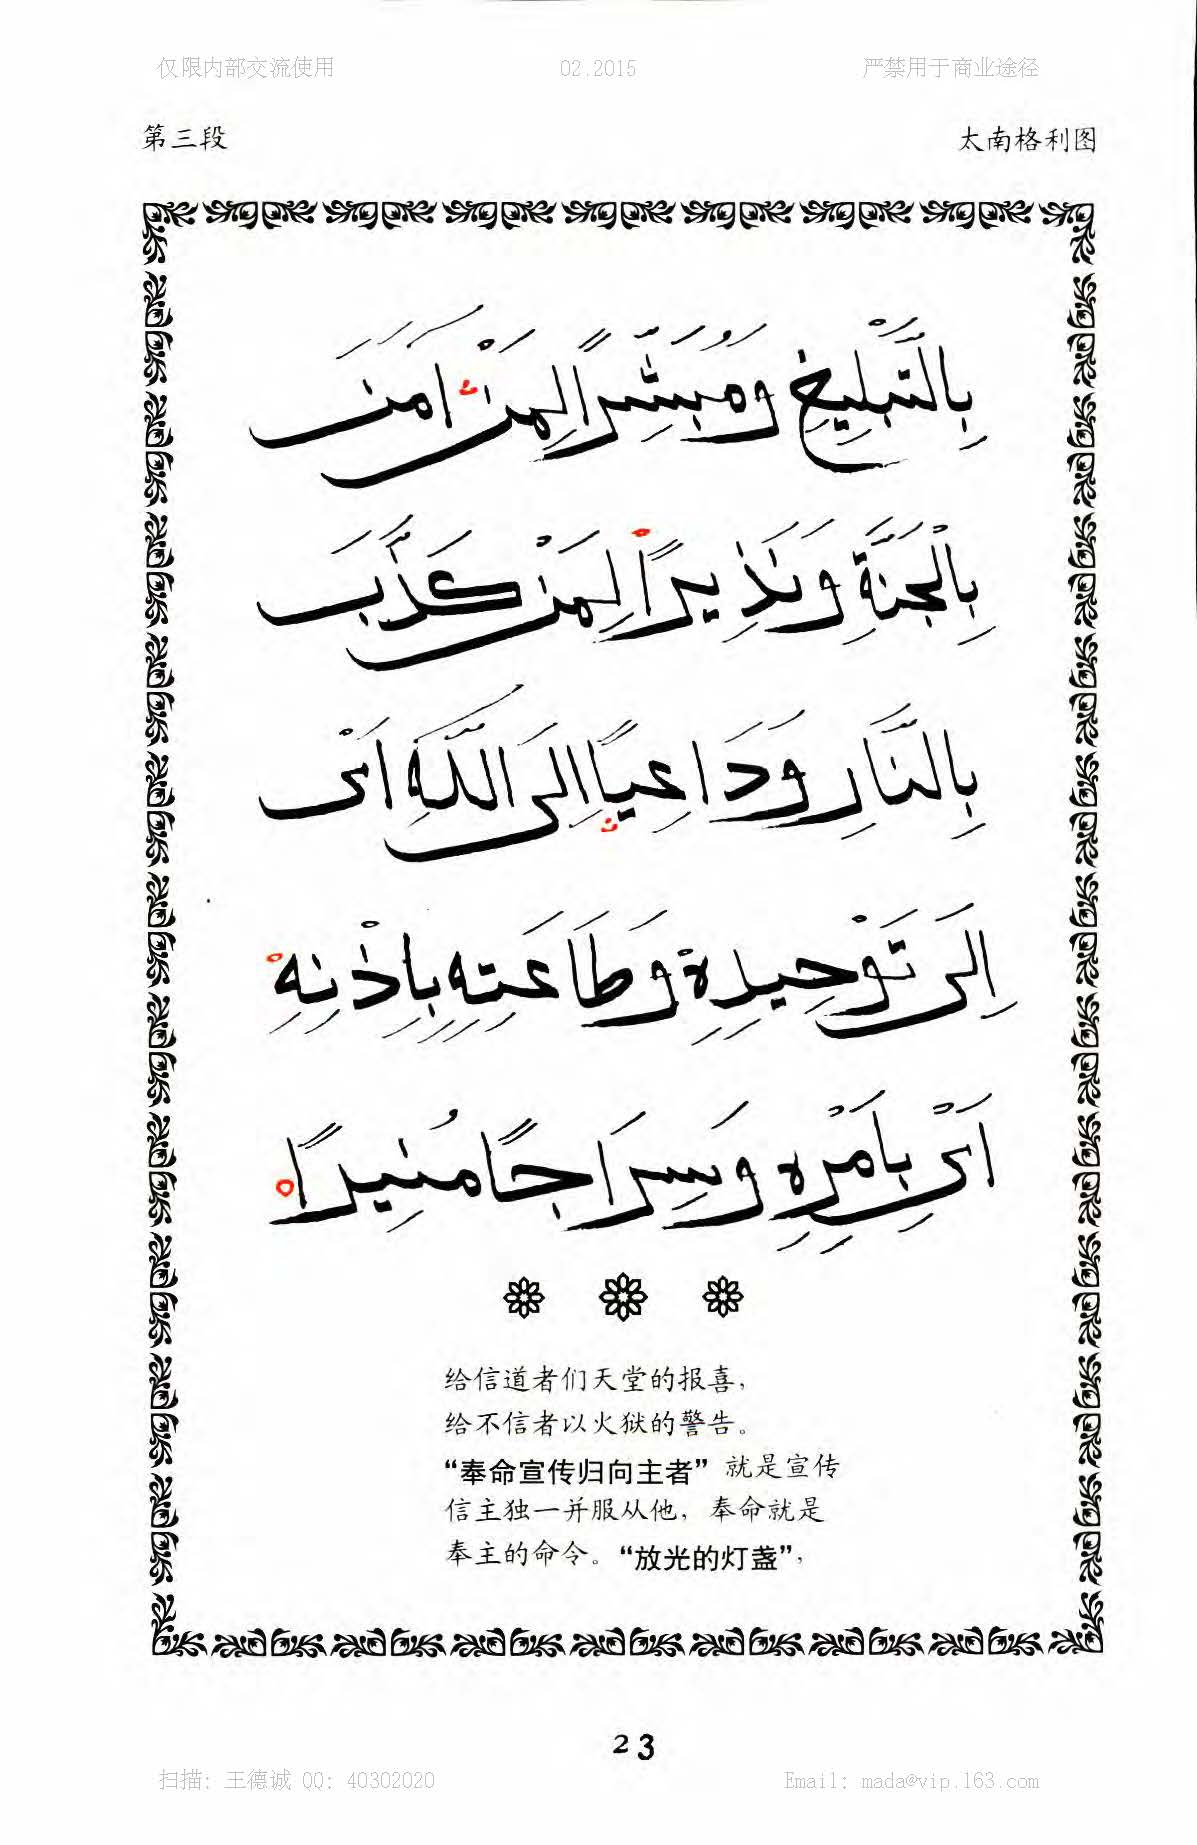 仅限内部交流使用 02.2015 严禁用于商业途径
第三段 太南格利图
بِالتَّبْلِيغِ وَمُبَشِّرًا لِمَنْ اَمَنَ
بِالْجَنَّةِ وَنَذِيرًا لِمَنْ كَذَّبَ
بِالنَّارِ وَدَاعِيًا اِلَى اللَّهِ اَىْ
اِلَى تَوْحِيدِهِ وَطَاعَتِهِ بِاِذْنِهِ
اَىْ بِاَمْرِهِ وَسِرَاجًا مُنِيرًا
给信道者们天堂的报喜，
给不信者以火狱的警告。
“奉命宣传归向主者”就是宣传
信主独一并服从他，奉命就是
奉主的命令。“放光的灯盏”，
23
扫描: 王德诚 QQ: 40302020 Email: mada@vip.163.com